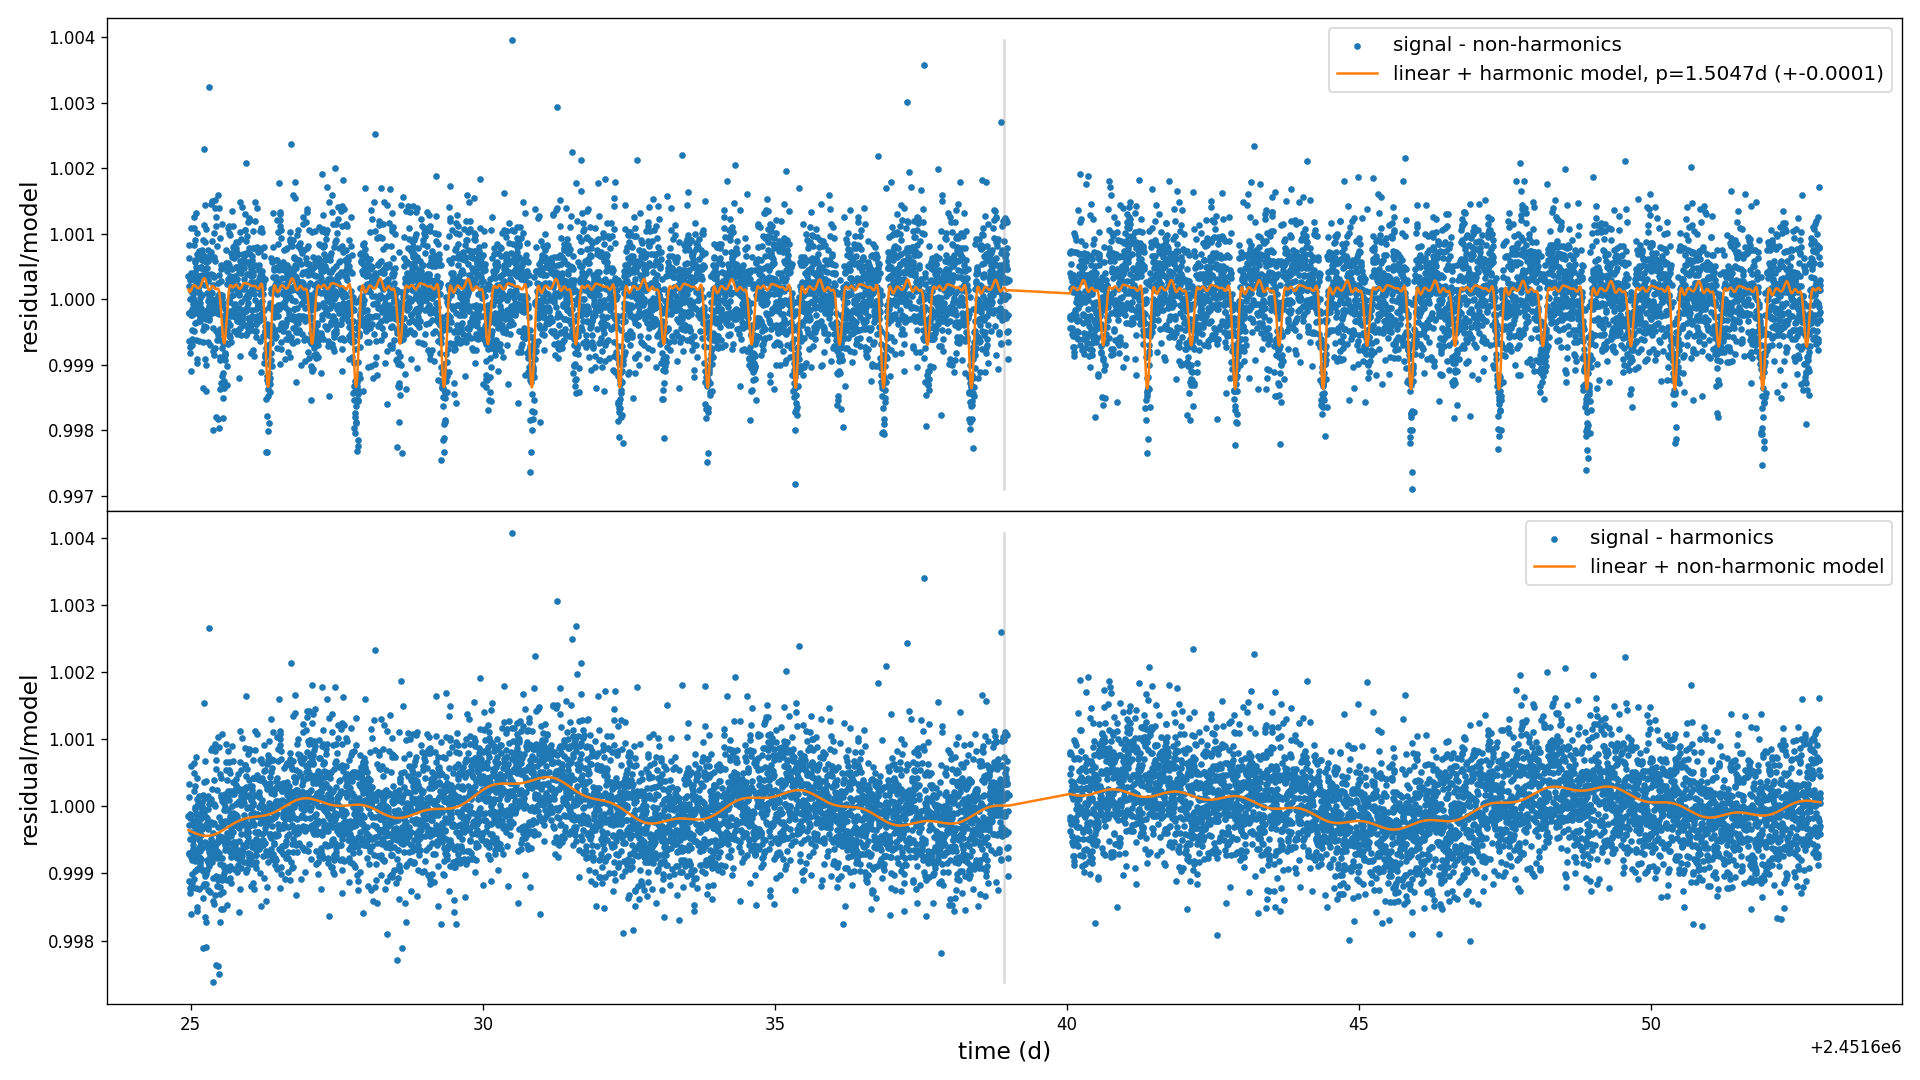 1.004
1.003
1.002
1.001
1.000
0.999
0.998
0.997
residual/model
signal - non-harmonics
linear + harmonic model, p=1.5047d (+-0.0001)
1.004
1.003
1.002
1.001
1.000
0.999
0.998
residual/model
signal - harmonics
linear + non-harmonic model
25 30 35 40 45 50
time (d)
+2.4516e6